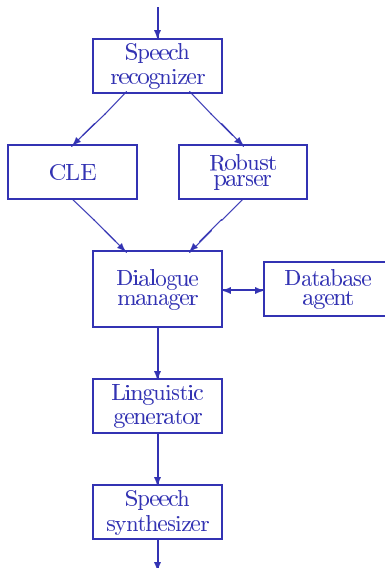 Speech
recognizer
CLE
Robust
parser
Dialogue
manager
Database
agent
Linguistic
generator
Speech
synthesizer